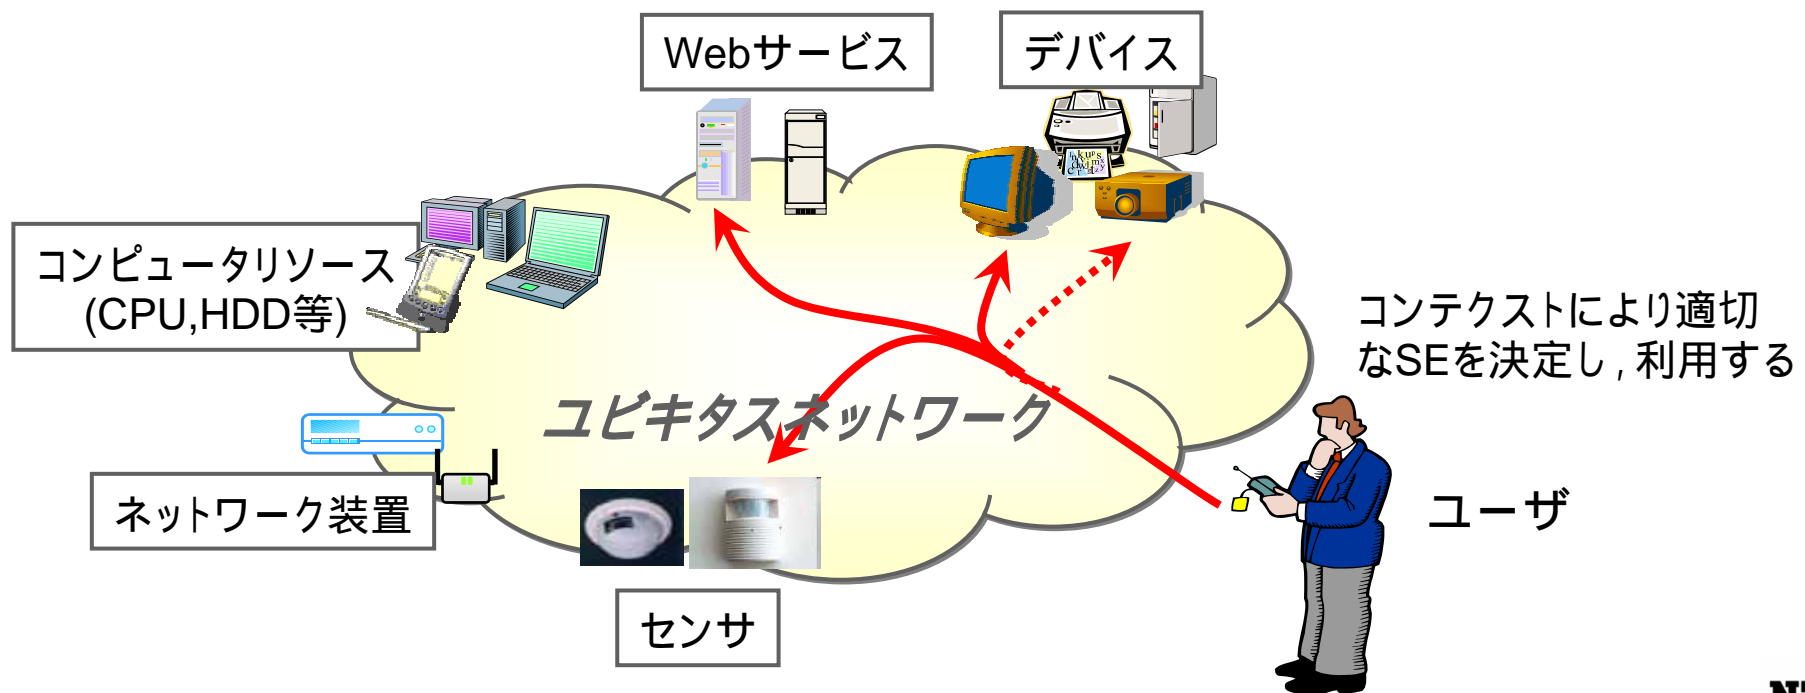 Webサービス
デバイス
コンピュータリソース
(CPU,HDD等)
コンテクストにより適切
なSEを決定し,利用する
ユビキタスネットワーク
ネットワーク装置
ユーザ
センサ